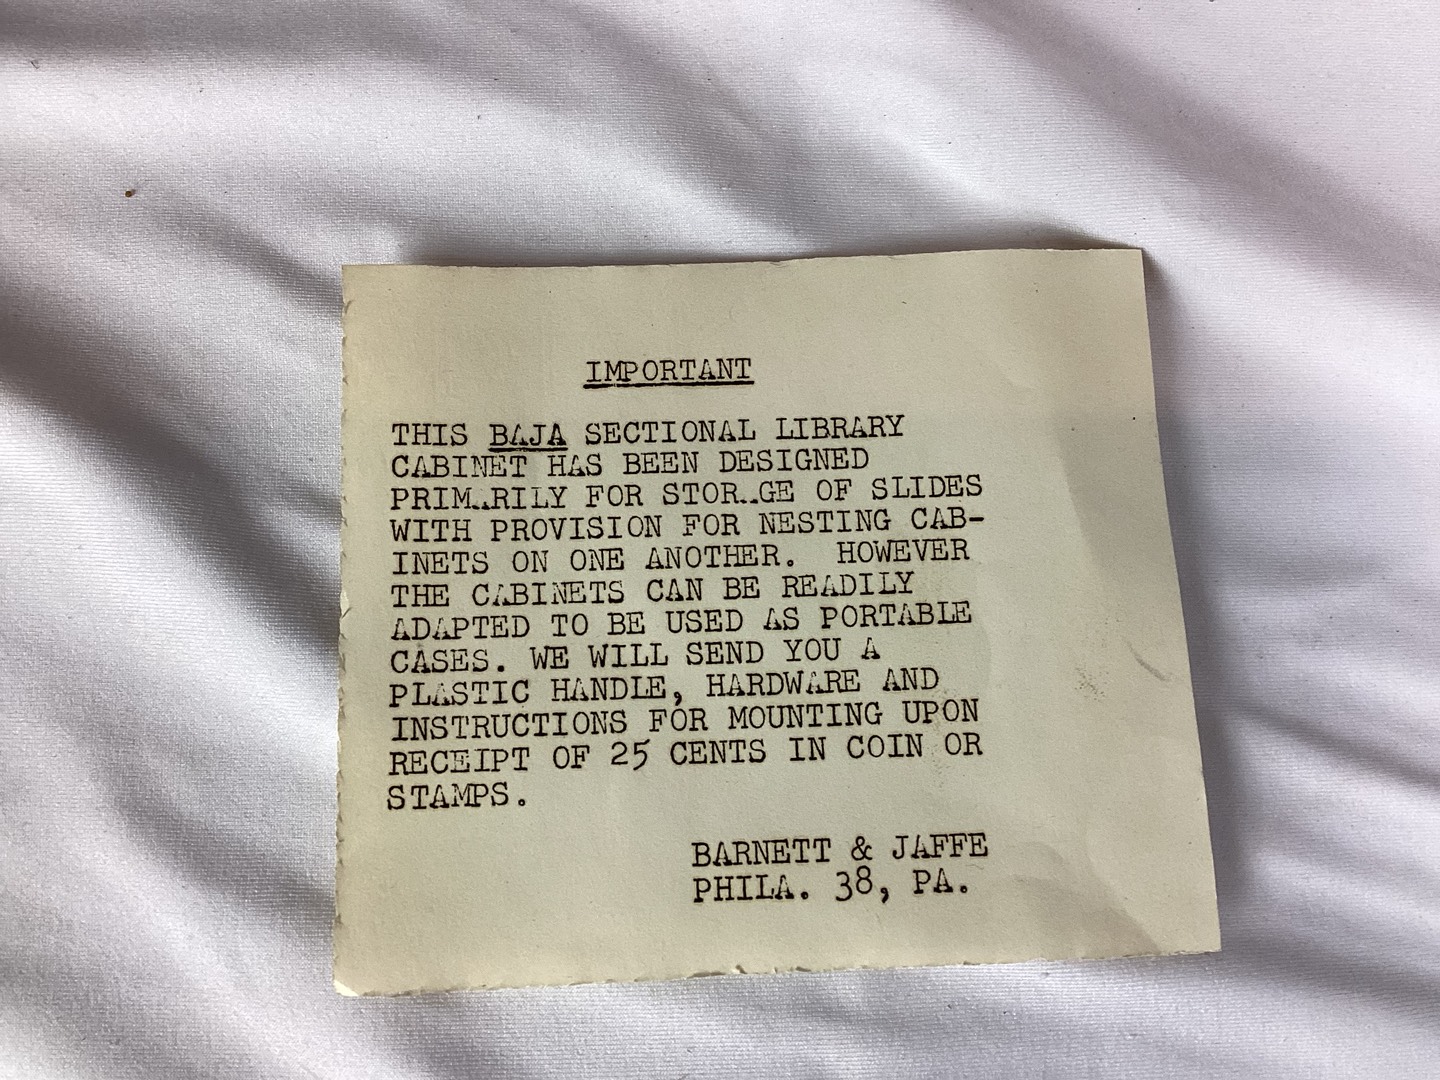 IMPORTANT
THIS BAJA SECTIONAL LIBRARY
CABINET HAS BEEN DESIGNED
PRIMARILY FOR STORAGE OF SLIDES
WITH PROVISION FOR NESTING CAB-
INETS ON ONE ANOTHER. HOWEVER
THE CABINETS CAN BE READILY
ADAPTED TO BE USED AS PORTABLE
CASES. WE WILL SEND YOU A
PLASTIC HANDLE, HARDWARE AND
INSTRUCTIONS FOR MOUNTING UPON
RECEIPT OF 25 CENTS IN COIN OR
STAMPS.
BARNETT & JAFFE
PHILA. 38, PA.